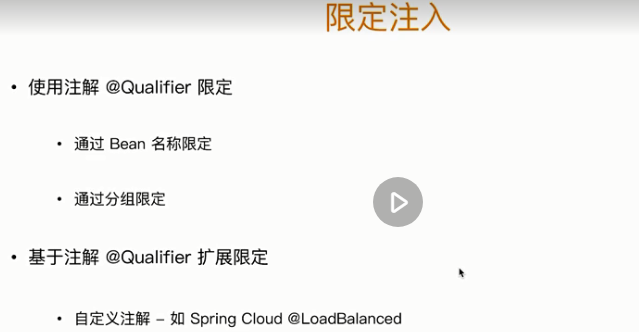 限定注入
• 使用注解 @Qualifier 限定
• 通过 Bean 名称限定
• 通过分组限定
• 基于注解 @Qualifier 扩展限定
• 自定义注解 – 如 Spring Cloud @LoadBalanced